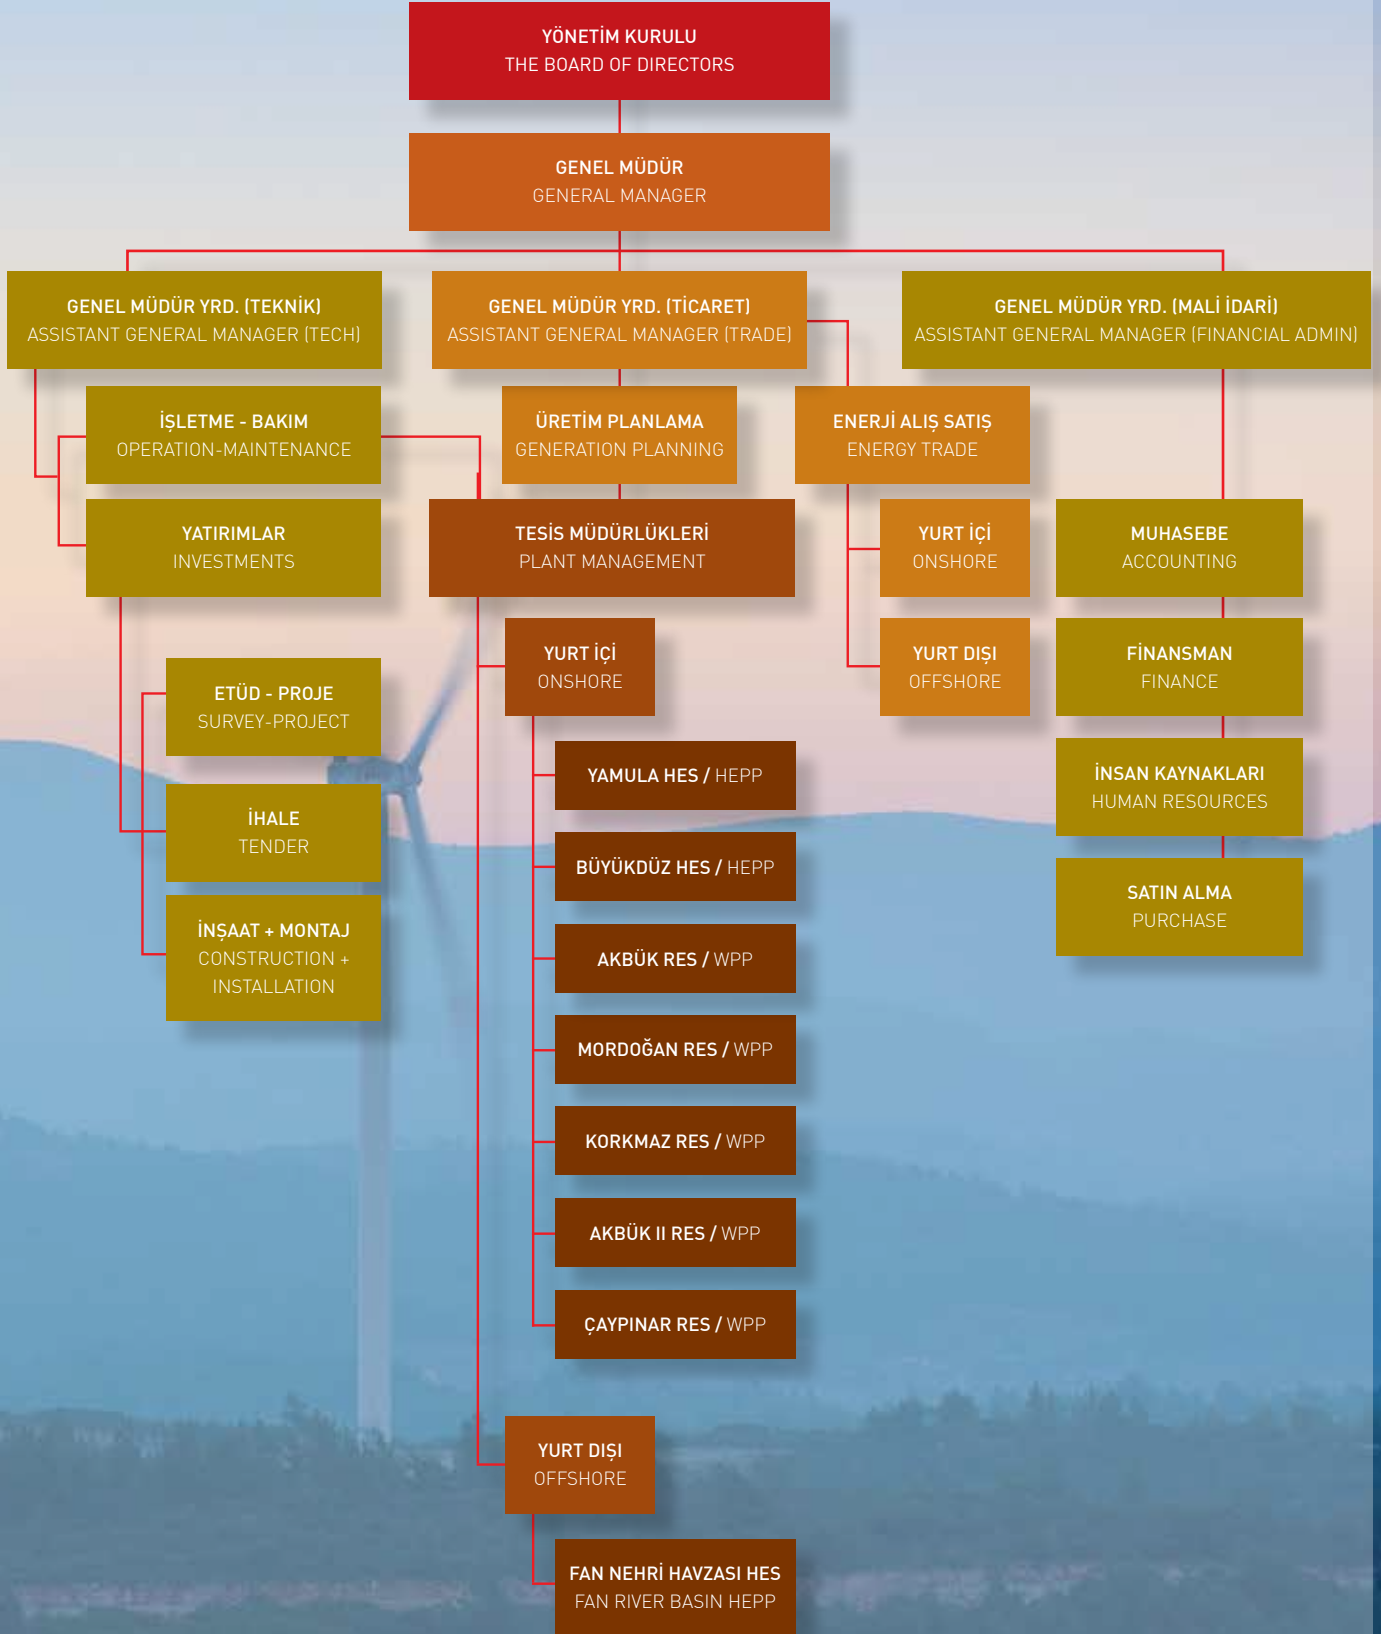 YÖNETİM KURULU
THE BOARD OF DIRECTORS
GENEL MÜDÜR
GENERAL MANAGER
GENEL MÜDÜR YRD. (TEKNİK)
ASSISTANT GENERAL MANAGER (TECH)
GENEL MÜDÜR YRD. (TİCARET)
ASSISTANT GENERAL MANAGER (TRADE)
GENEL MÜDÜR YRD. (MALİ İDARİ)
ASSISTANT GENERAL MANAGER (FINANCIAL ADMIN)
İŞLETME - BAKIM
OPERATION-MAINTENANCE
ÜRETİM PLANLAMA
GENERATION PLANNING
ENERJİ ALIŞ SATIŞ
ENERGY TRADE
YATIRIMLAR
INVESTMENTS
TESİS MÜDÜRLÜKLERİ
PLANT MANAGEMENT
YURT İÇİ
ONSHORE
MUHASEBE
ACCOUNTING
YURT İÇİ
ONSHORE
YURT DIŞI
OFFSHORE
FİNANSMAN
FINANCE
ETÜD - PROJE
SURVEY-PROJECT
YAMULA HES / HEPP
İNSAN KAYNAKLARI
HUMAN RESOURCES
İHALE
TENDER
BÜYÜKDÜZ HES / HEPP
SATIN ALMA
PURCHASE
İNŞAAT + MONTAJ
CONSTRUCTION +
INSTALLATION
AKBÜK RES / WPP
MORDOĞAN RES / WPP
KORKMAZ RES / WPP
AKBÜK II RES / WPP
ÇAYPINAR RES / WPP
YURT DIŞI
OFFSHORE
FAN NEHRİ HAVZASI HES
FAN RIVER BASIN HEPP